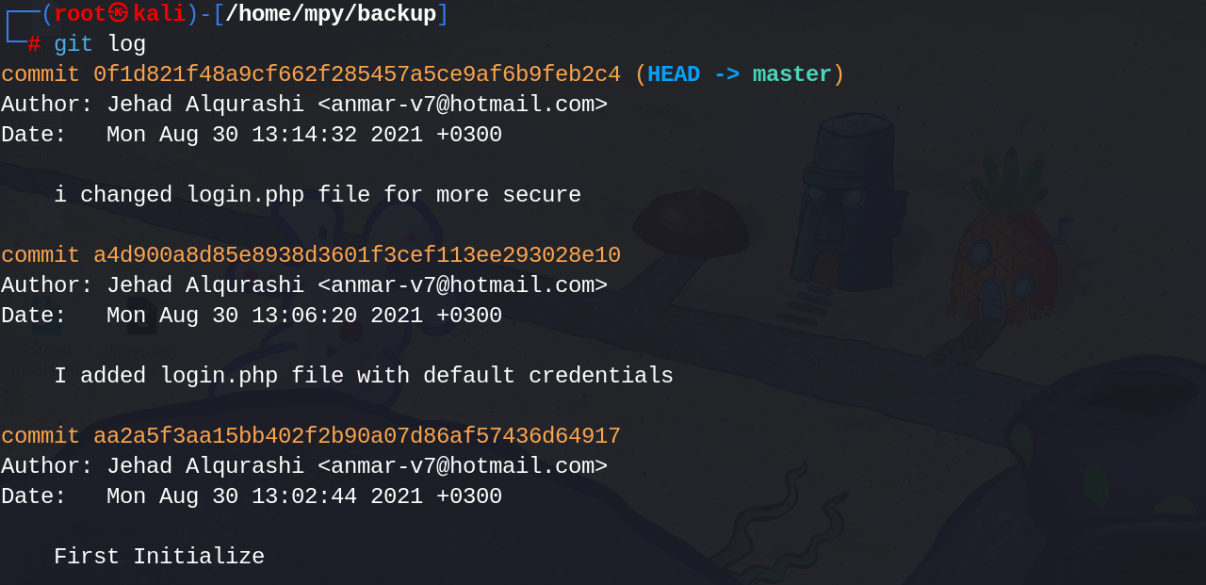 ┌──(root㉿kali)-[/home/mpy/backup]
└─# git log
commit 0f1d821f48a9cf662f285457a5ce9af6b9feb2c4 (HEAD -> master)
Author: Jehad Alqurashi <anmar-v7@hotmail.com>
Date:   Mon Aug 30 13:14:32 2021 +0300
    i changed login.php file for more secure
commit a4d900a8d85e8938d3601f3cef113ee293028e10
Author: Jehad Alqurashi <anmar-v7@hotmail.com>
Date:   Mon Aug 30 13:06:20 2021 +0300
    I added login.php file with default credentials
commit aa2a5f3aa15bb402f2b90a07d86af57436d64917
Author: Jehad Alqurashi <anmar-v7@hotmail.com>
Date:   Mon Aug 30 13:02:44 2021 +0300
    First Initialize